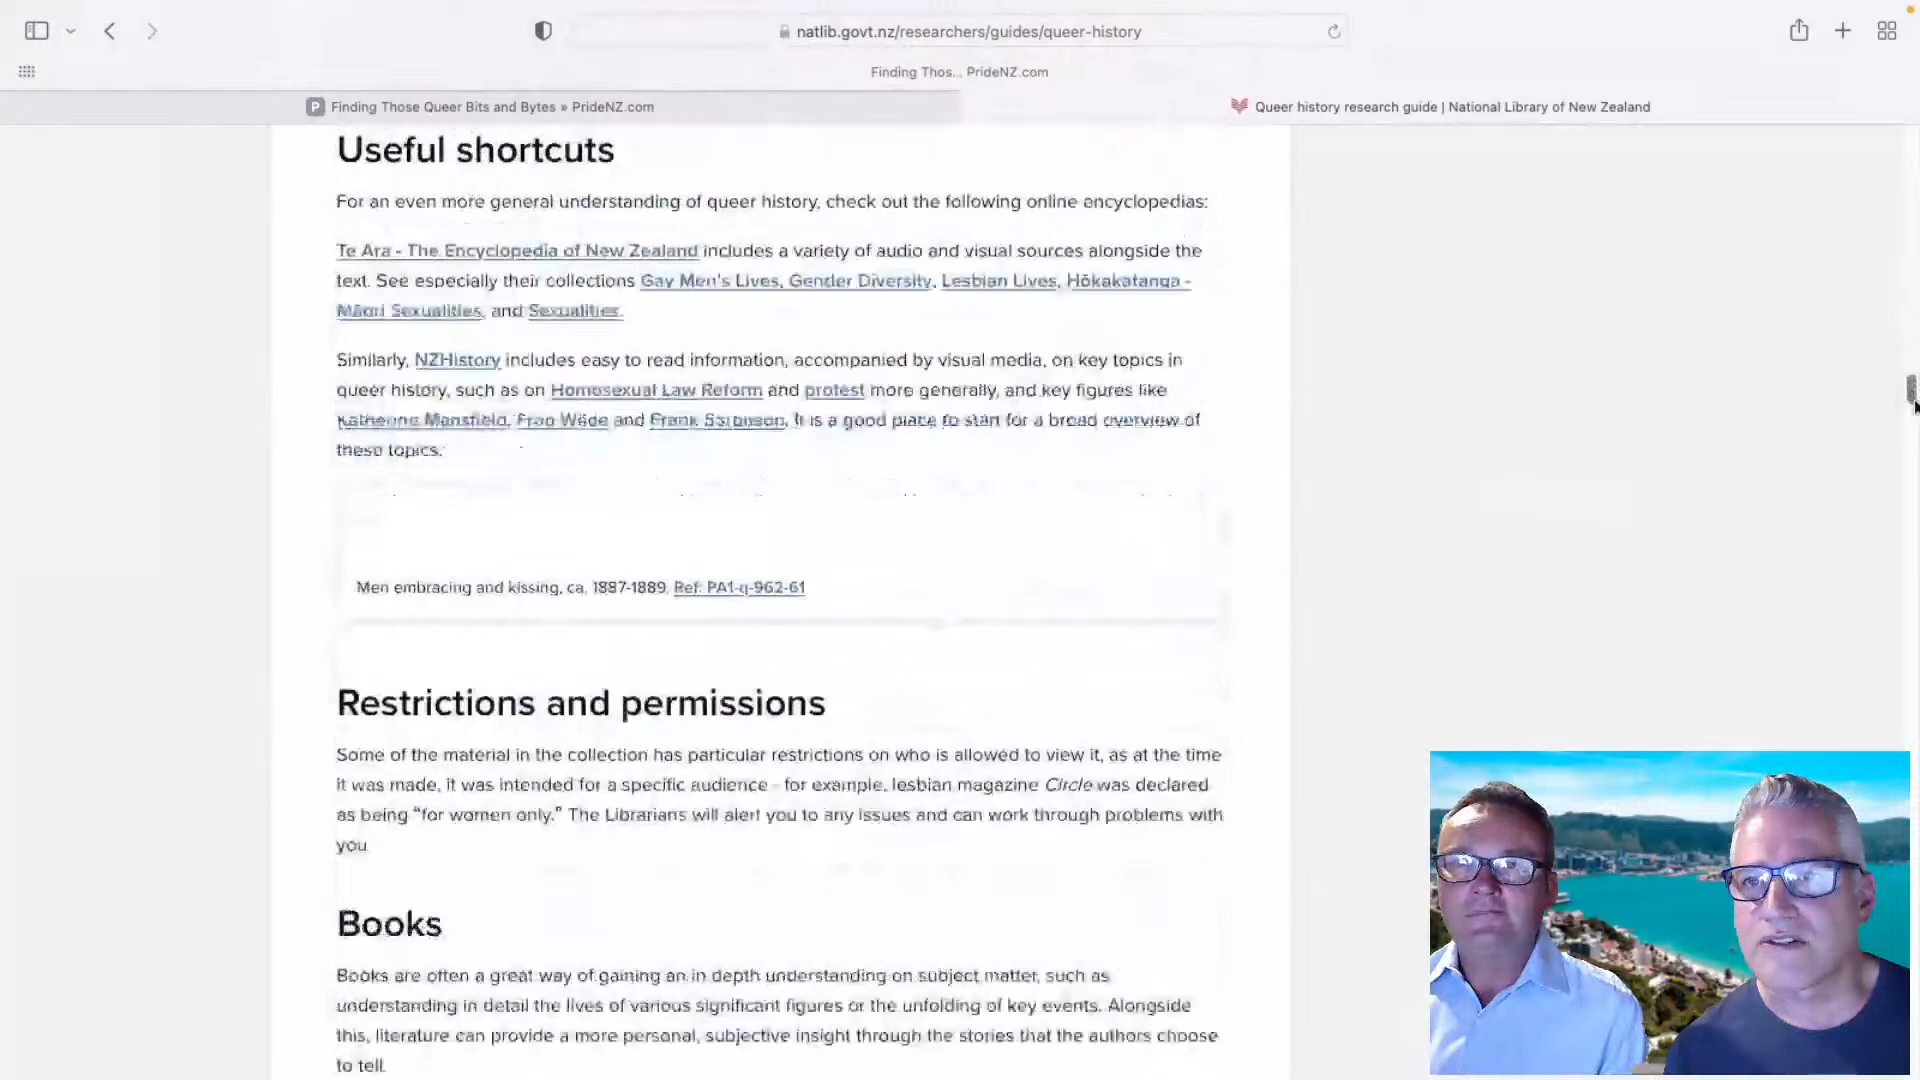 natlib.govt.nz/researchers/guides/queer-history
Finding Thos... PrideNZ.com
P Finding Those Queer Bits and Bytes » PrideNZ.com
Queer history research guide | National Library of New Zealand
Useful shortcuts
For an even more general understanding of queer history, check out the following online encyclopedias:
Te Ara - The Encyclopedia of New Zealand includes a variety of audio and visual sources alongside the
text. See especially their collections Gay Men's Lives, Gender Diversity, Lesbian Lives, Hōkakatanga -
Māori Sexualities, and Sexualities.
Similarly, NZHistory includes easy to read information, accompanied by visual media, on key topics in
queer history, such as on Homosexual Law Reform and protest more generally, and key figures like
Katherine Mansfield, Freo Wilde and Frank Sargeson. It is a good place to start for a broad overview of
these topics.
Men embracing and kissing, ca. 1887-1889. Ref: PA1-q-962-61
Restrictions and permissions
Some of the material in the collection has particular restrictions on who is allowed to view it, as at the time
it was made, it was intended for a specific audience - for example, lesbian magazine Circle was declared
as being “for women only.” The Librarians will alert you to any issues and can work through problems with
you
Books
Books are often a great way of gaining an in depth understanding on subject matter, such as
understanding in detail the lives of various significant figures or the unfolding of key events. Alongside
this, literature can provide a more personal, subjective insight through the stories that the authors choose
to tell.